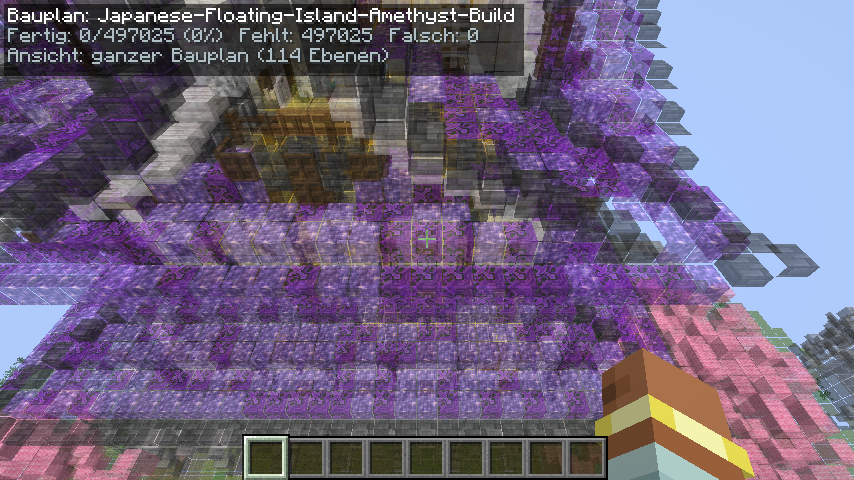 Bauplan: Japanese-Floating-Island-Amethyst-Build
Fertig: 0/497025 (0%) Fehlt: 497025 Falsch: 0
Ansicht: ganzer Bauplan (114 Ebenen)